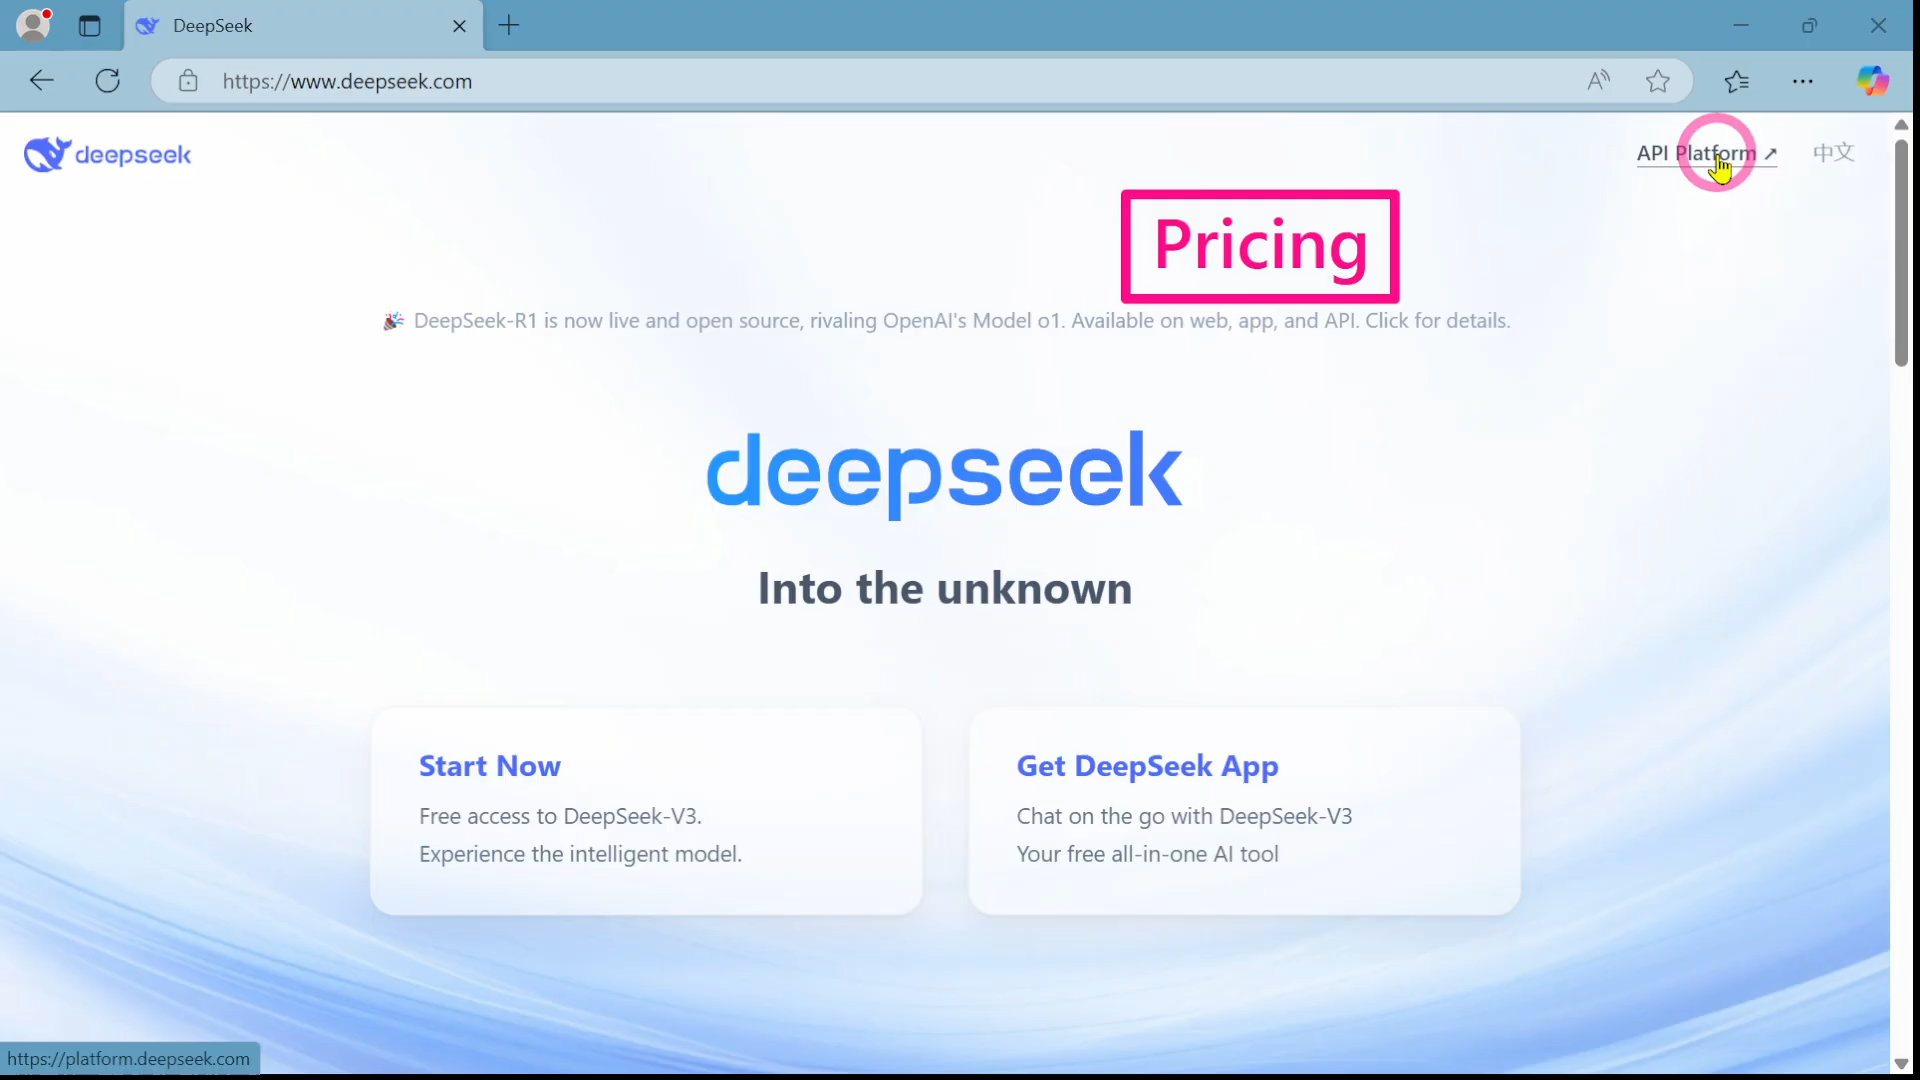 DeepSeek
https://www.deepseek.com
deepseek
API Platform ↗
中文
Pricing
🎉 DeepSeek-R1 is now live and open source, rivaling OpenAI's Model o1. Available on web, app, and API. Click for details.
deepseek
Into the unknown
Start Now
Free access to DeepSeek-V3.
Experience the intelligent model.
Get DeepSeek App
Chat on the go with DeepSeek-V3
Your free all-in-one AI tool
https://platform.deepseek.com